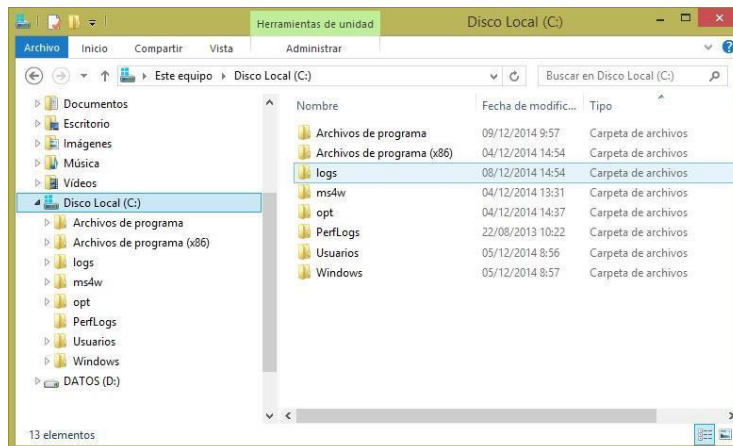 Herramientas de unidad
Disco Local (C:)
Archivo Inicio Compartir Vista Administrar
Este equipo Disco Local (C:)
Buscar en Disco Local (C:)
Documentos
Escritorio
Imágenes
Música
Vídeos
Disco Local (C:)
Archivos de programa
Archivos de programa (x86)
logs
ms4w
opt
PerfLogs
Usuarios
Windows
DATOS (D:)
Nombre Fecha de modific... Tipo
Archivos de programa 09/12/2014 9:57 Carpeta de archivos
Archivos de programa (x86) 04/12/2014 14:54 Carpeta de archivos
logs 08/12/2014 14:54 Carpeta de archivos
ms4w 04/12/2014 13:31 Carpeta de archivos
opt 04/12/2014 14:37 Carpeta de archivos
PerfLogs 22/08/2013 10:22 Carpeta de archivos
Usuarios 05/12/2014 8:56 Carpeta de archivos
Windows 05/12/2014 8:57 Carpeta de archivos
13 elementos